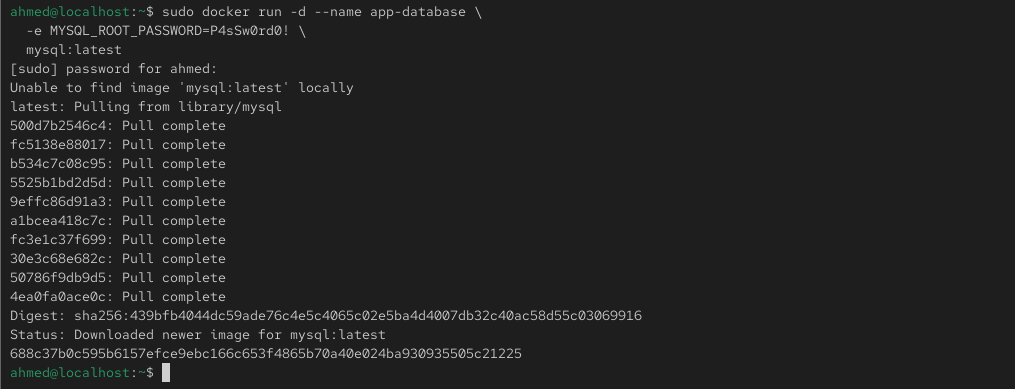 ahmed@localhost:~$ sudo docker run -d --name app-database \
  -e MYSQL_ROOT_PASSWORD=P4sSw0rd0! \
  mysql:latest
[sudo] password for ahmed:
Unable to find image 'mysql:latest' locally
latest: Pulling from library/mysql
500d7b2546c4: Pull complete
fc5138e88017: Pull complete
b534c7c08c95: Pull complete
5525b1bd2d5d: Pull complete
9effc86d91a3: Pull complete
a1bcea418c7c: Pull complete
fc3e1c37f699: Pull complete
30e3c68e682c: Pull complete
50786f9db9d5: Pull complete
4ea0fa0ace0c: Pull complete
Digest: sha256:439bfb4044dc59ade76c4e5c4065c02e5ba4d4007db32c40ac58d55c03069916
Status: Downloaded newer image for mysql:latest
688c37b0c595b6157efce9ebc166c653f4865b70a40e024ba930935505c21225
ahmed@localhost:~$